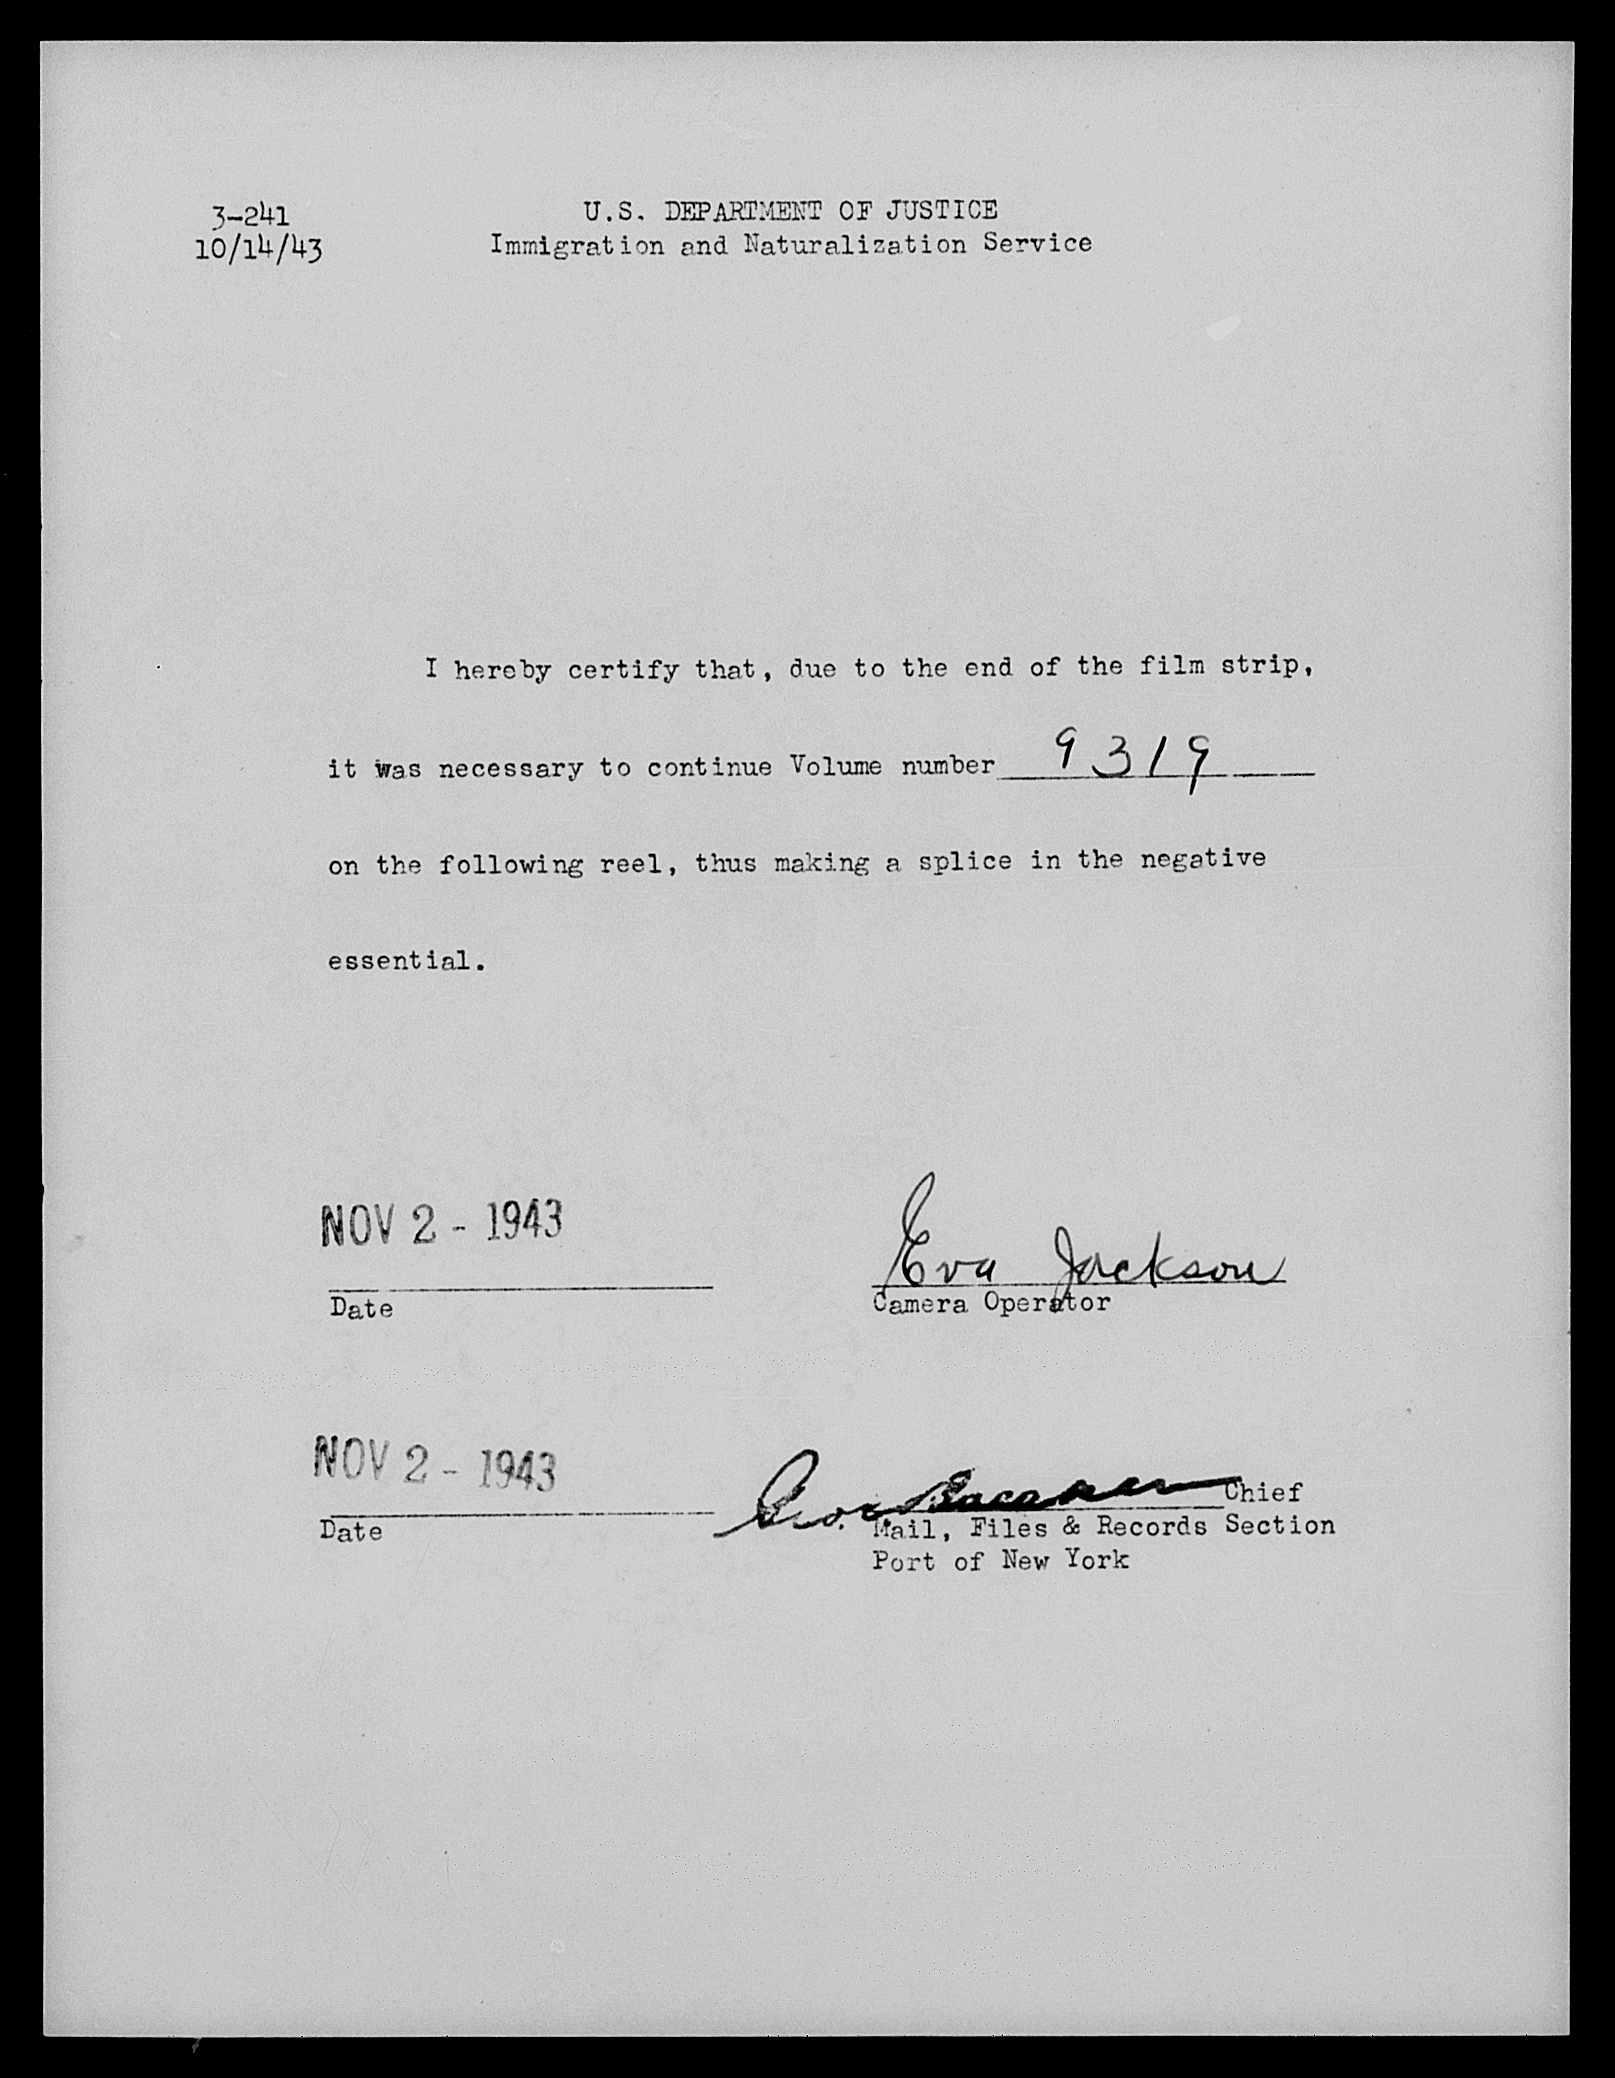 3-241
10/14/43
U.S. DEPARTMENT OF JUSTICE
Immigration and Naturalization Service
I hereby certify that, due to the end of the film strip,
it was necessary to continue Volume number 9319
on the following reel, thus making a splice in the negative
essential.
NOV 2 - 1943
Date
Eva Jackson
Camera Operator
NOV 2 - 1943
Date
Chief
Mail, Files & Records Section
Port of New York